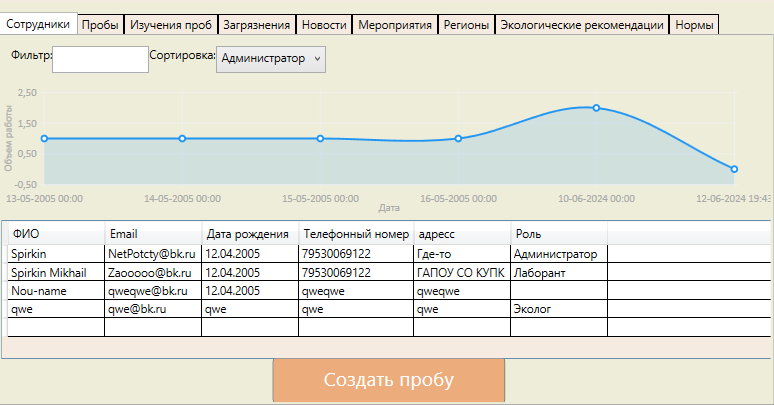 Сотрудники Пробы Изучения проб Загрязнения Новости Мероприятия Регионы Экологические рекомендации Нормы
Фильтр: Сортировка: Администратор
2,50
1,50
0,50
-0,50
Объем работы
13-05-2005 00:00 14-05-2005 00:00 15-05-2005 00:00 16-05-2005 00:00 10-06-2024 00:00 12-06-2024 19:43
Дата
ФИО Email Дата рождения Телефонный номер адресс Роль
Spirkin NetPotcty@bk.ru 12.04.2005 79530069122 Где-то Администратор
Spirkin Mikhail Zaooooo@bk.ru 12.04.2005 79530069122 ГАПОУ СО КУПК Лаборант
Nou-name qweqwe@bk.ru 12.04.2005 qweqwe qweqwe
qwe qwe@bk.ru qwe qwe qwe Эколог
Создать пробу